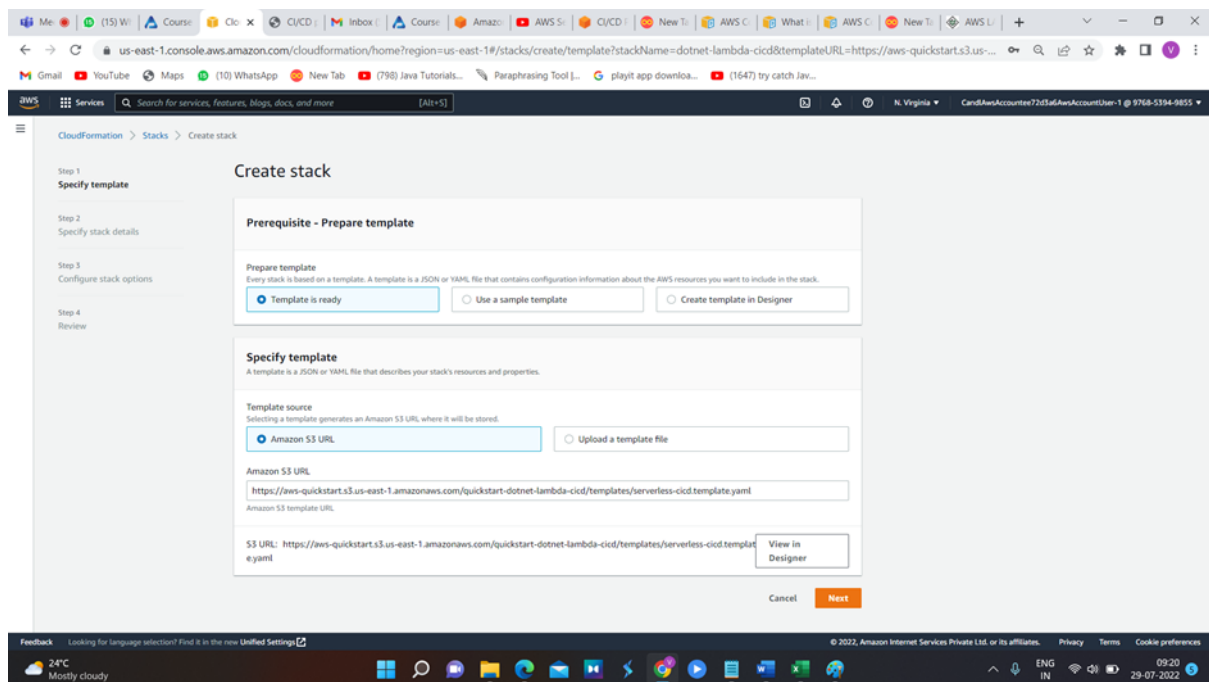 Me
(15) W
Course
Clo
CI/CD
M Inbox (
Course
Amazo
AWS Se
CI/CD F
New Ta
AWS C
What i
AWS C
New Ta
AWS L
us-east-1.console.aws.amazon.com/cloudformation/home?region=us-east-1#/stacks/create/template?stackName=dotnet-lambda-cicd&templateURL=https://aws-quickstart.s3.us-...
V
Gmail YouTube Maps (10) WhatsApp New Tab (798) Java Tutorials... Paraphrasing Tool |... playit app downloa... (1647) try catch Jav...
aws Services Search for services, features, blogs, docs, and more [Alt+S] N. Virginia
CloudFormation > Stacks > Create stack
Step 1
Specify template
Step 2
Specify stack details
Step 3
Configure stack options
Step 4
Review
Create stack
Prerequisite - Prepare template
Prepare template
Every stack is based on a template. A template is a JSON or YAML file that contains configuration information about the AWS resources you want to include in the stack.
Template is ready
Use a sample template
Create template in Designer
Specify template
A template is a JSON or YAML file that describes your stack's resources and properties.
Template source
Selecting a template generates an Amazon S3 URL where it will be stored.
Amazon S3 URL
Upload a template file
Amazon S3 URL
https://aws-quickstart.s3.us-east-1.amazonaws.com/quickstart-dotnet-lambda-cicd/templates/serverless-cicd.template.yaml
Amazon S3 template URL
S3 URL: https://aws-quickstart.s3.us-east-1.amazonaws.com/quickstart-dotnet-lambda-cicd/templates/serverless-cicd.templat
e.yaml
View in
Designer
Cancel
Next
Feedback Looking for language selection? Find it in the new Unified Settings © 2022, Amazon Internet Services Private Ltd. or its affiliates. Privacy Terms Cookie preferences
24°C
Mostly cloudy
ENG
IN
09:20
29-07-2022
5